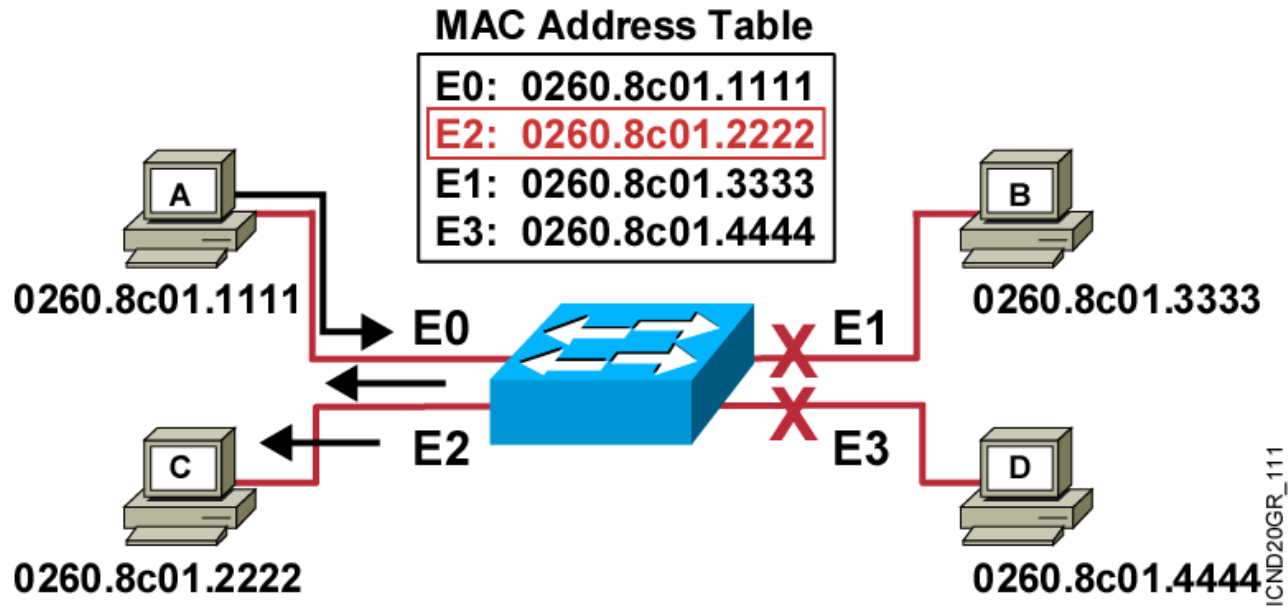 MAC Address Table
E0: 0260.8c01.1111
E2: 0260.8c01.2222
E1: 0260.8c01.3333
E3: 0260.8c01.4444
A
B
0260.8c01.1111
0260.8c01.3333
E0
E1
X
X
E2
E3
C
D
0260.8c01.2222
0260.8c01.4444
ICND20GR_111